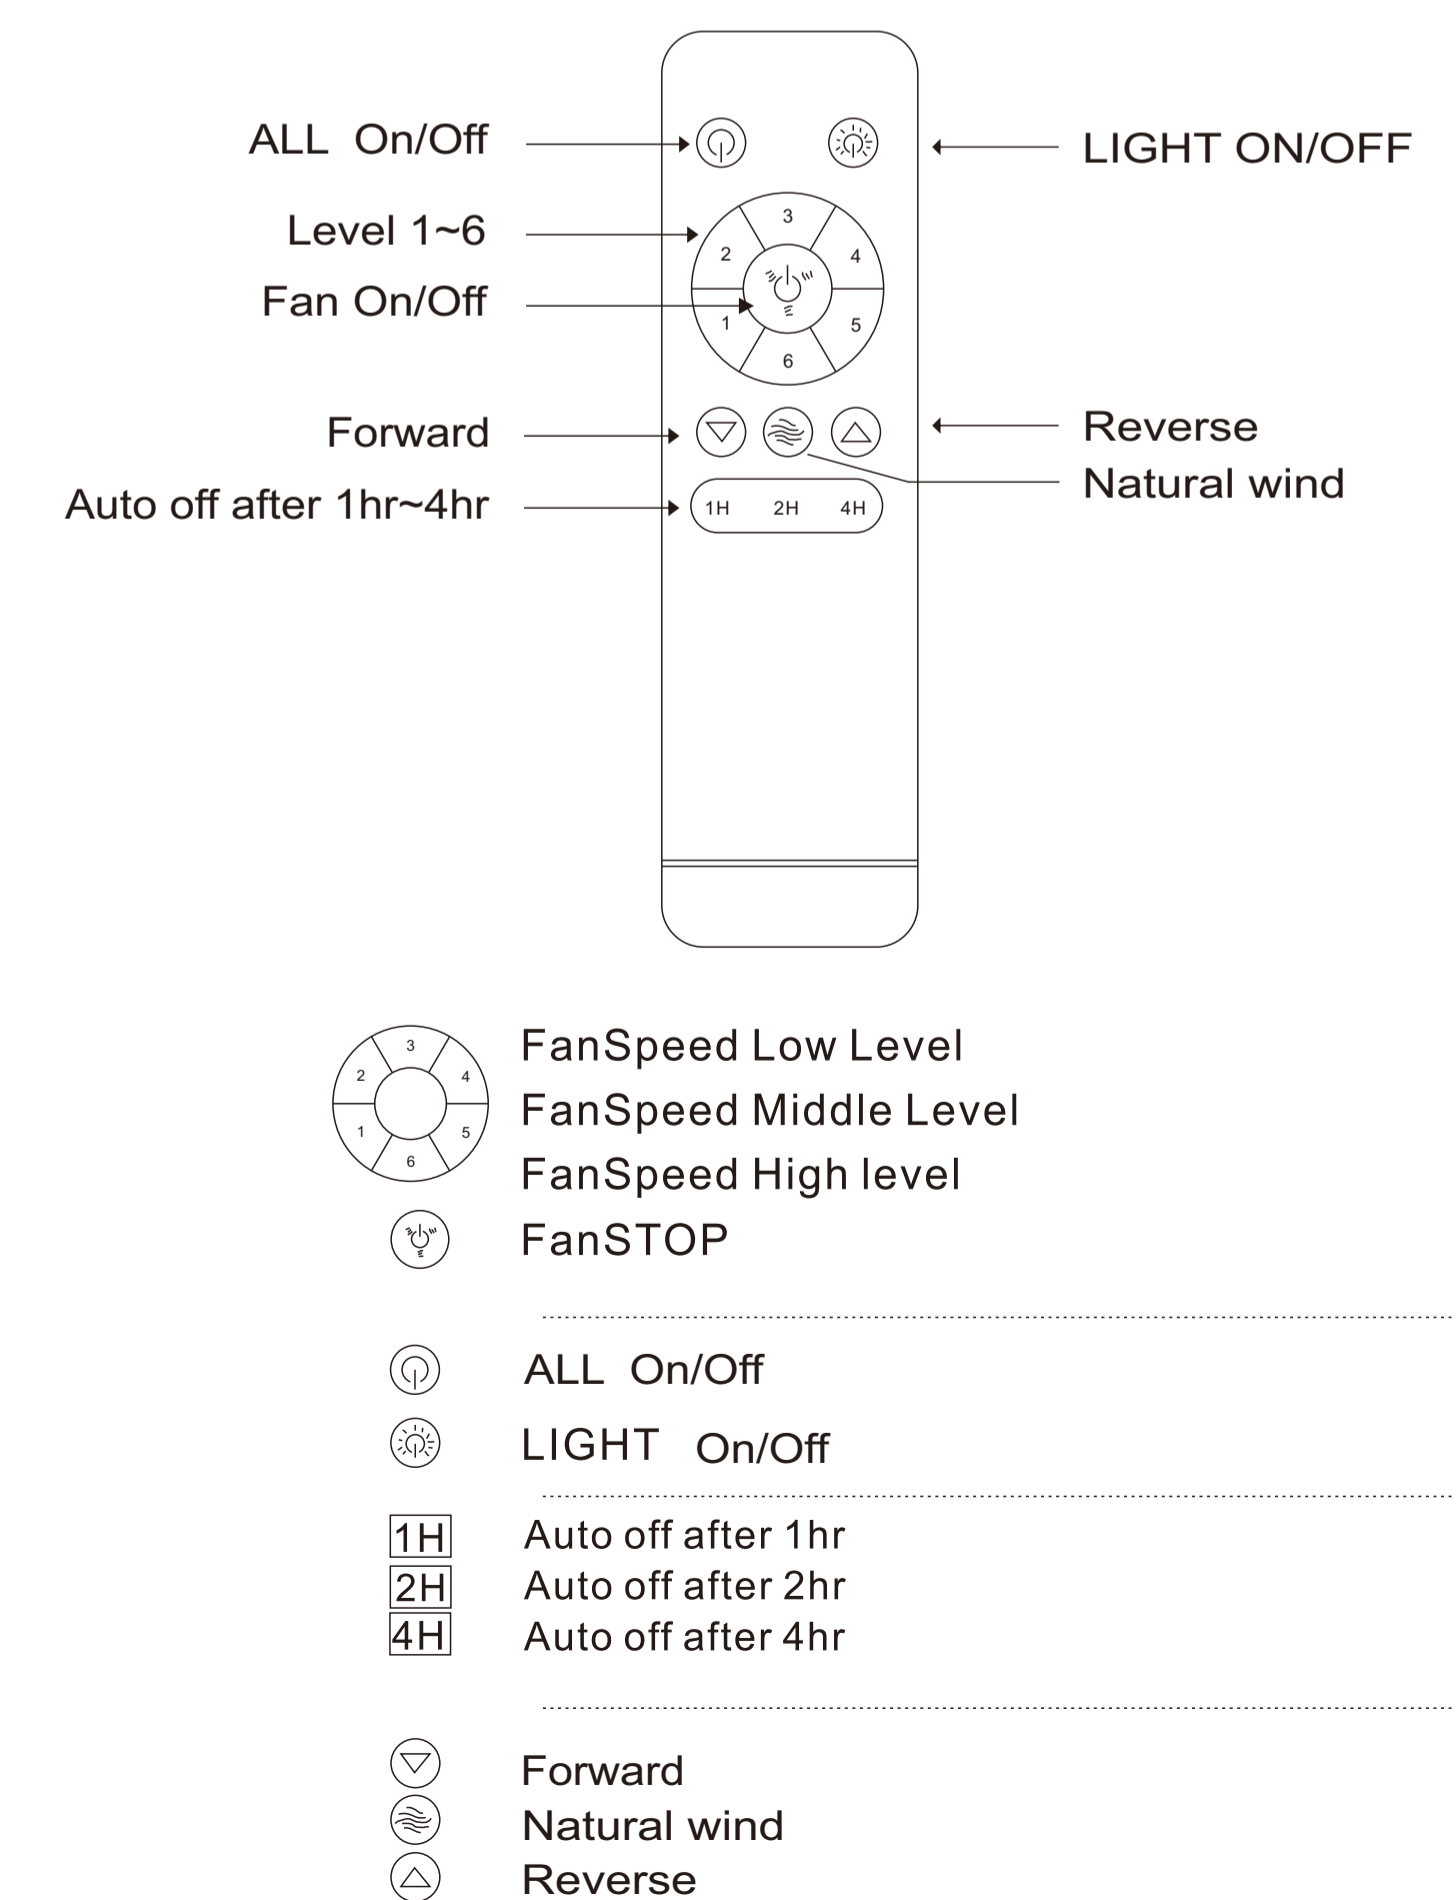 ALL On/Off
LIGHT ON/OFF
Level 1~6
3
2
4
Fan On/Off
1
5
6
Forward
Reverse
Natural wind
Auto off after 1hr~4hr
1H 2H 4H
3
2
4
1
5
6
FanSpeed Low Level
FanSpeed Middle Level
FanSpeed High level
FanSTOP
ALL On/Off
LIGHT On/Off
1H Auto off after 1hr
2H Auto off after 2hr
4H Auto off after 4hr
Forward
Natural wind
Reverse